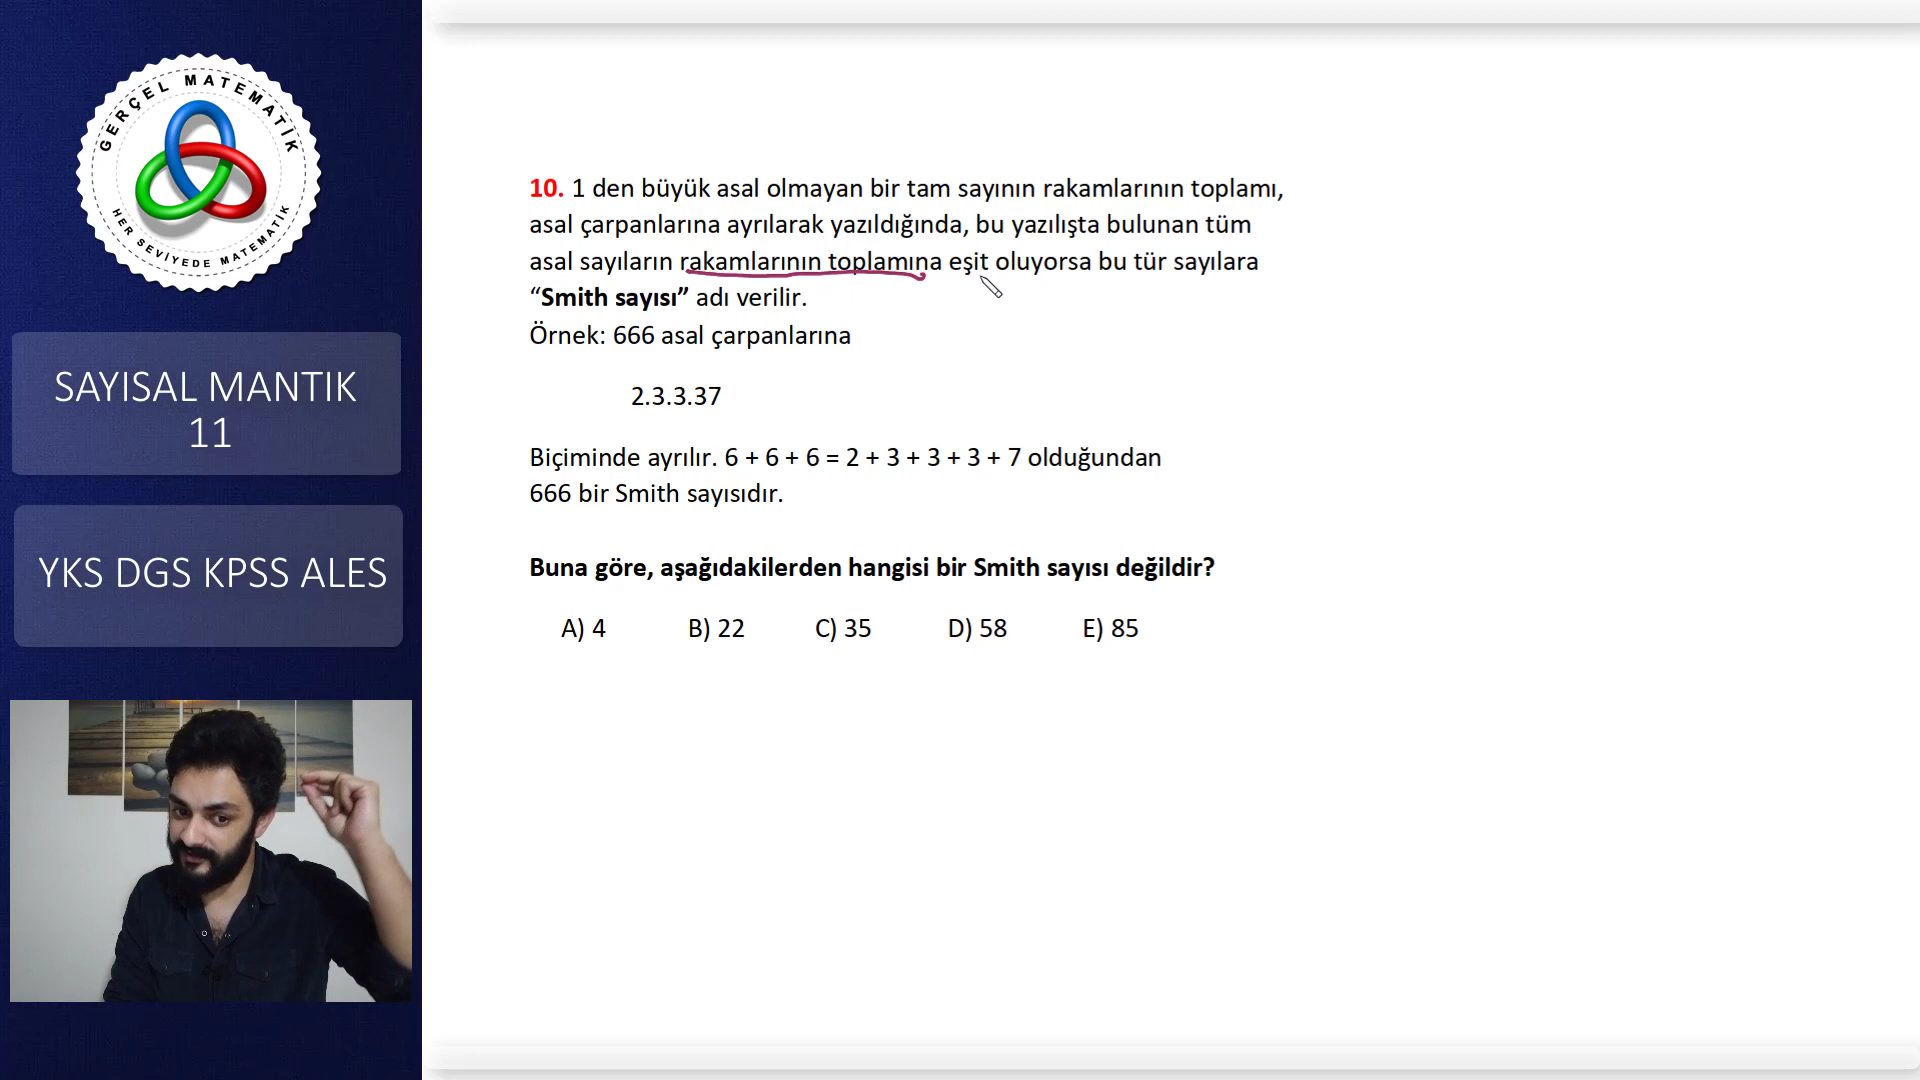 GERÇEL MATEMATİK
HER SEVİYEDE MATEMATİK
SAYISAL MANTIK
11
YKS DGS KPSS ALES
10. 1 den büyük asal olmayan bir tam sayının rakamlarının toplamı,
asal çarpanlarına ayrılarak yazıldığında, bu yazılışta bulunan tüm
asal sayıların rakamlarının toplamına eşit oluyorsa bu tür sayılara
“Smith sayısı” adı verilir.
Örnek: 666 asal çarpanlarına
2.3.3.37
Biçiminde ayrılır. 6 + 6 + 6 = 2 + 3 + 3 + 3 + 7 olduğundan
666 bir Smith sayısıdır.
Buna göre, aşağıdakilerden hangisi bir Smith sayısı değildir?
A) 4 B) 22 C) 35 D) 58 E) 85